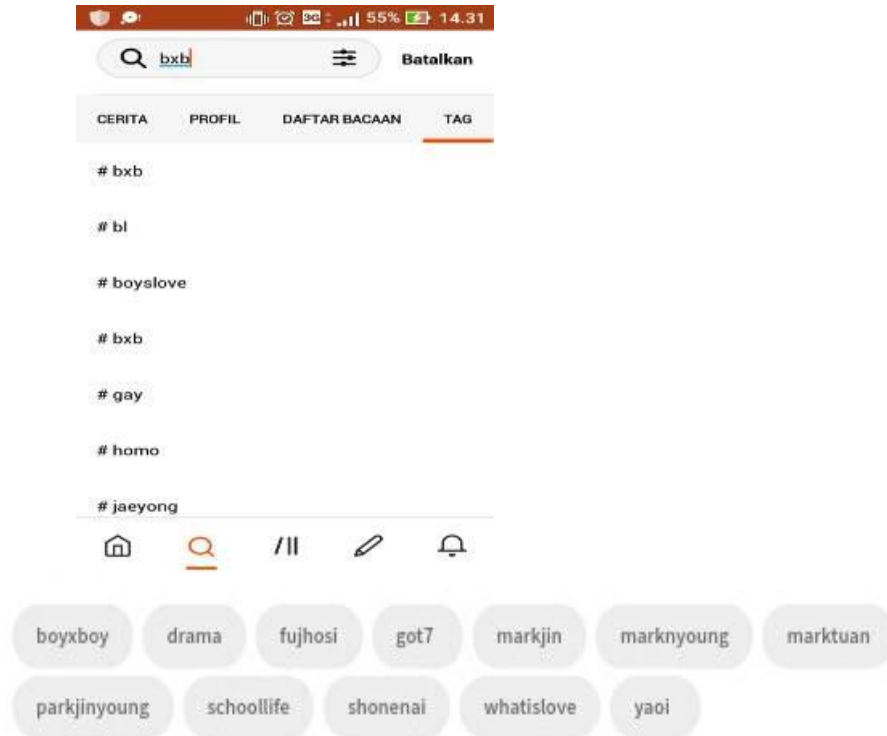 3G 55% 14.31
bxb Batalkan
CERITA PROFIL DAFTAR BACAAN TAG
# bxb
# bl
# boyslove
# bxb
# gay
# homo
# jaeyong
boyxboy drama fujhosi got7 markjin marknyoung marktuan
parkjinyoung schoollife shonenai whatislove yaoi